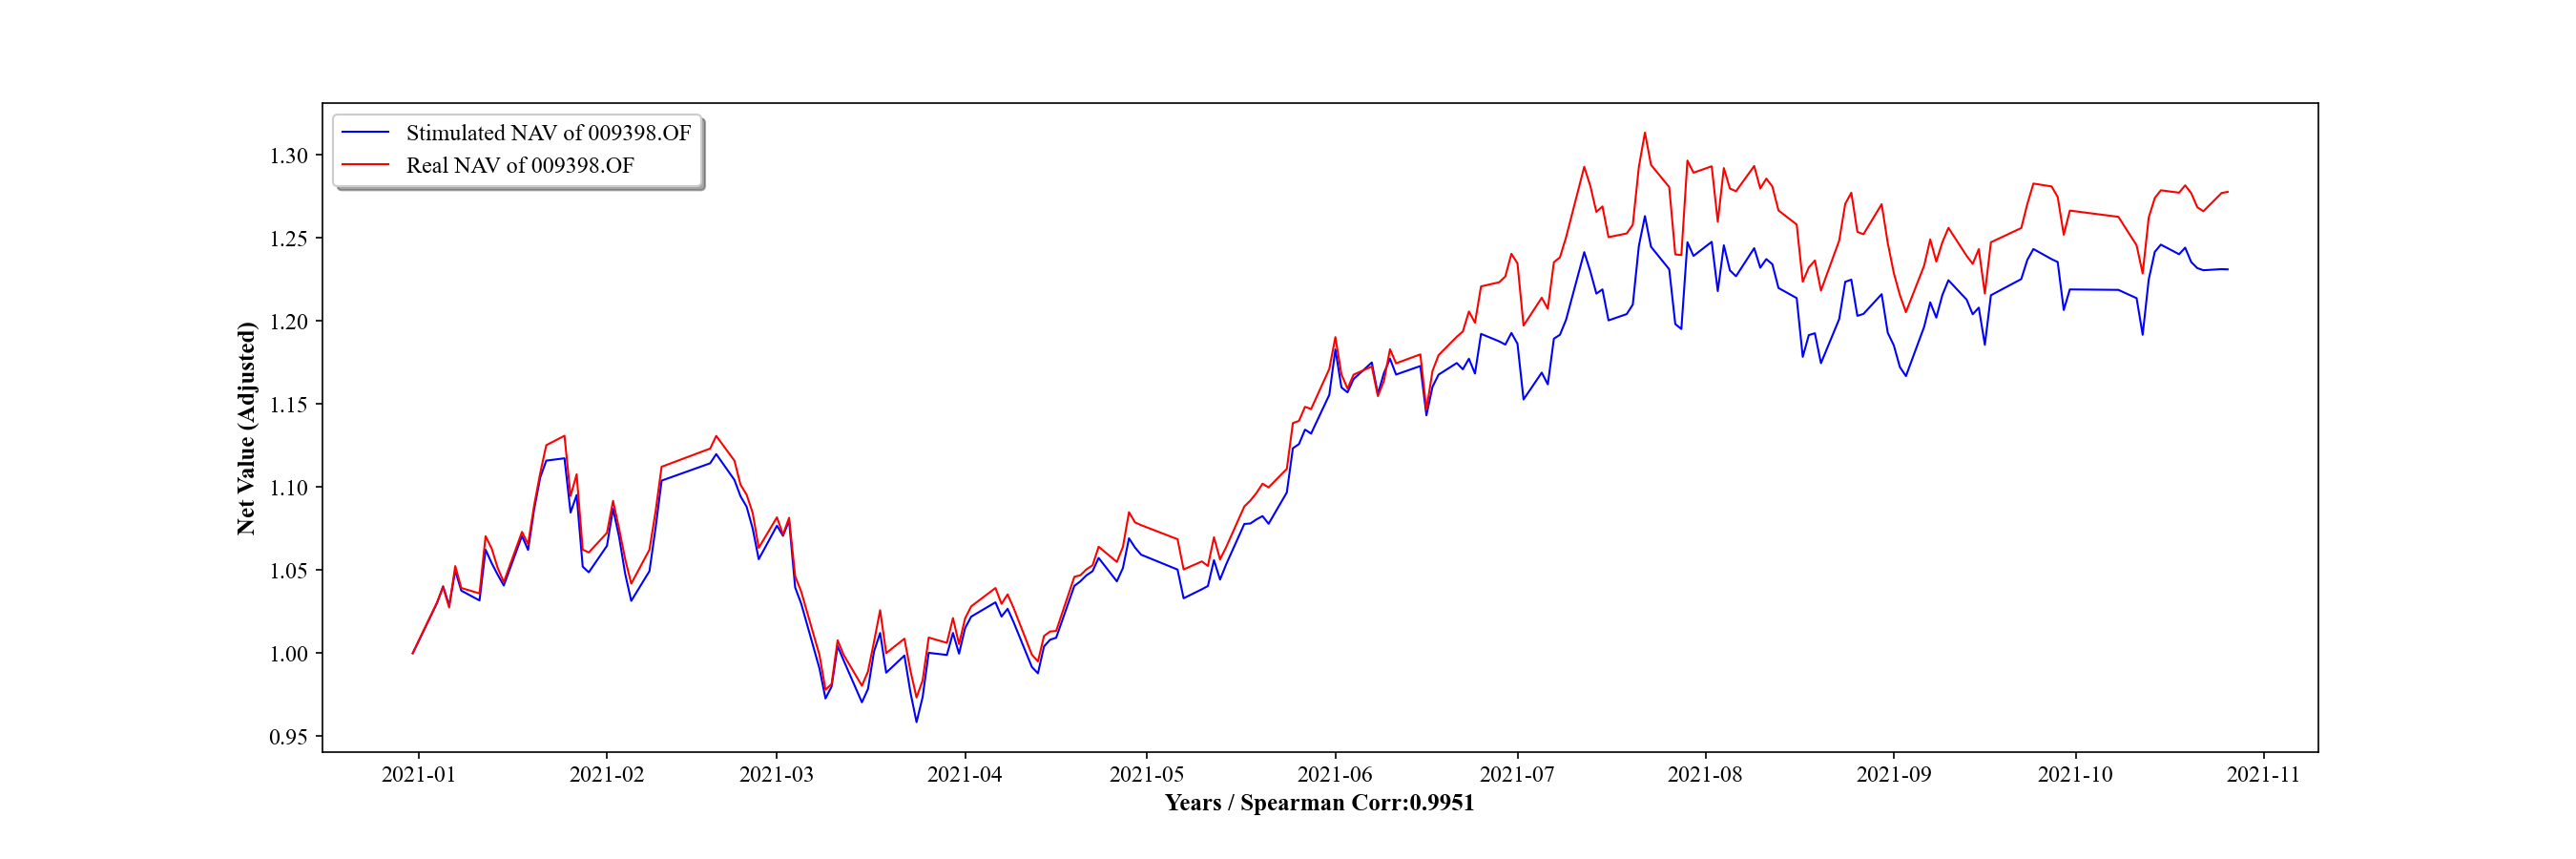 Stimulated NAV of 009398.OF
Real NAV of 009398.OF
1.30
1.25
1.20
1.15
1.10
1.05
1.00
0.95
Net Value (Adjusted)
2021-01 2021-02 2021-03 2021-04 2021-05 2021-06 2021-07 2021-08 2021-09 2021-10 2021-11
Years / Spearman Corr:0.9951